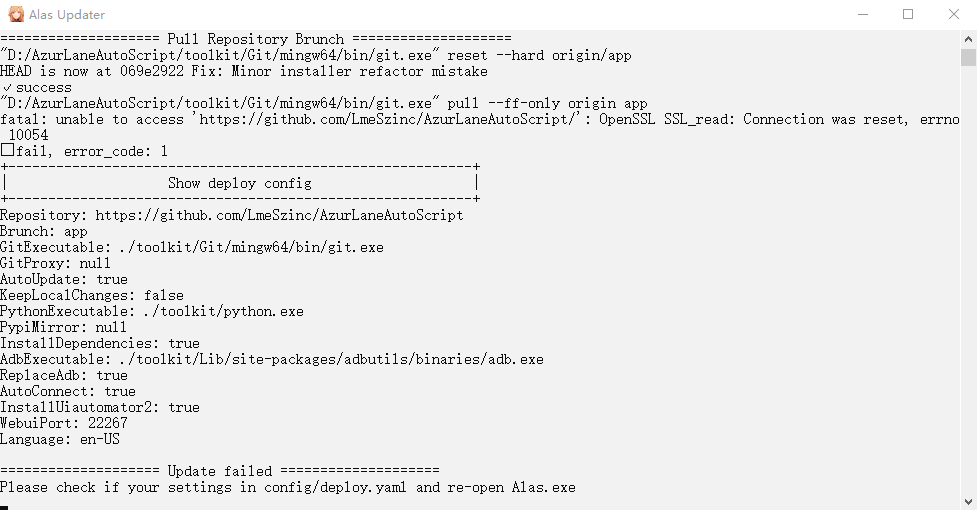 Alas Updater
==================== Pull Repository Brunch ====================
"D:/AzurLaneAutoScript/toolkit/Git/mingw64/bin/git.exe" reset --hard origin/app
HEAD is now at 069e2922 Fix: Minor installer refactor mistake
✓success
"D:/AzurLaneAutoScript/toolkit/Git/mingw64/bin/git.exe" pull --ff-only origin app
fatal: unable to access 'https://github.com/LmeSzinc/AzurLaneAutoScript/': OpenSSL SSL_read: Connection was reset, errno
10054
□fail, error_code: 1
+----------------------------------------------------------+
| Show deploy config |
+----------------------------------------------------------+
Repository: https://github.com/LmeSzinc/AzurLaneAutoScript
Brunch: app
GitExecutable: ./toolkit/Git/mingw64/bin/git.exe
GitProxy: null
AutoUpdate: true
KeepLocalChanges: false
PythonExecutable: ./toolkit/python.exe
PypiMirror: null
InstallDependencies: true
AdbExecutable: ./toolkit/Lib/site-packages/adbutils/binaries/adb.exe
ReplaceAdb: true
AutoConnect: true
InstallUiautomator2: true
WebuiPort: 22267
Language: en-US
==================== Update failed ====================
Please check if your settings in config/deploy.yaml and re-open Alas.exe